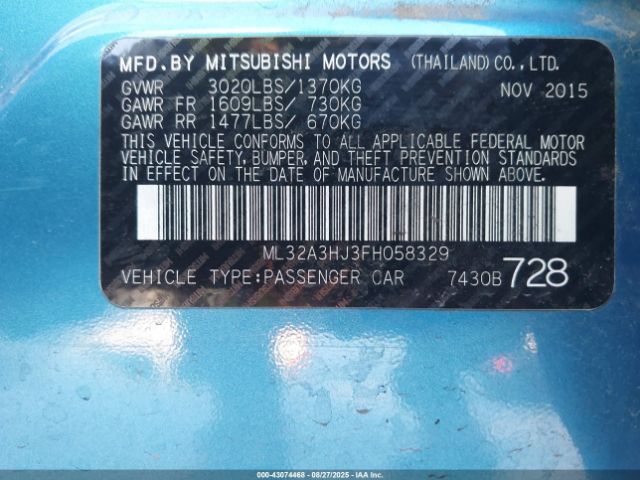 MFD.BY MITSUBISHI MOTORS (THAILAND) CO., LTD.
GVWR 3020LBS/1370KG NOV 2015
GAWR FR 1609LBS/ 730KG
GAWR RR 1477LBS/ 670KG
THIS VEHICLE CONFORMS TO ALL APPLICABLE FEDERAL MOTOR
VEHICLE SAFETY, BUMPER, AND THEFT PREVENTION STANDARDS
IN EFFECT ON THE DATE OF MANUFACTURE SHOWN ABOVE.
ML32A3HJ3FH058329
VEHICLE TYPE:PASSENGER CAR 7430B 728
000-43074468 - 08/27/2025 - IAAI.com